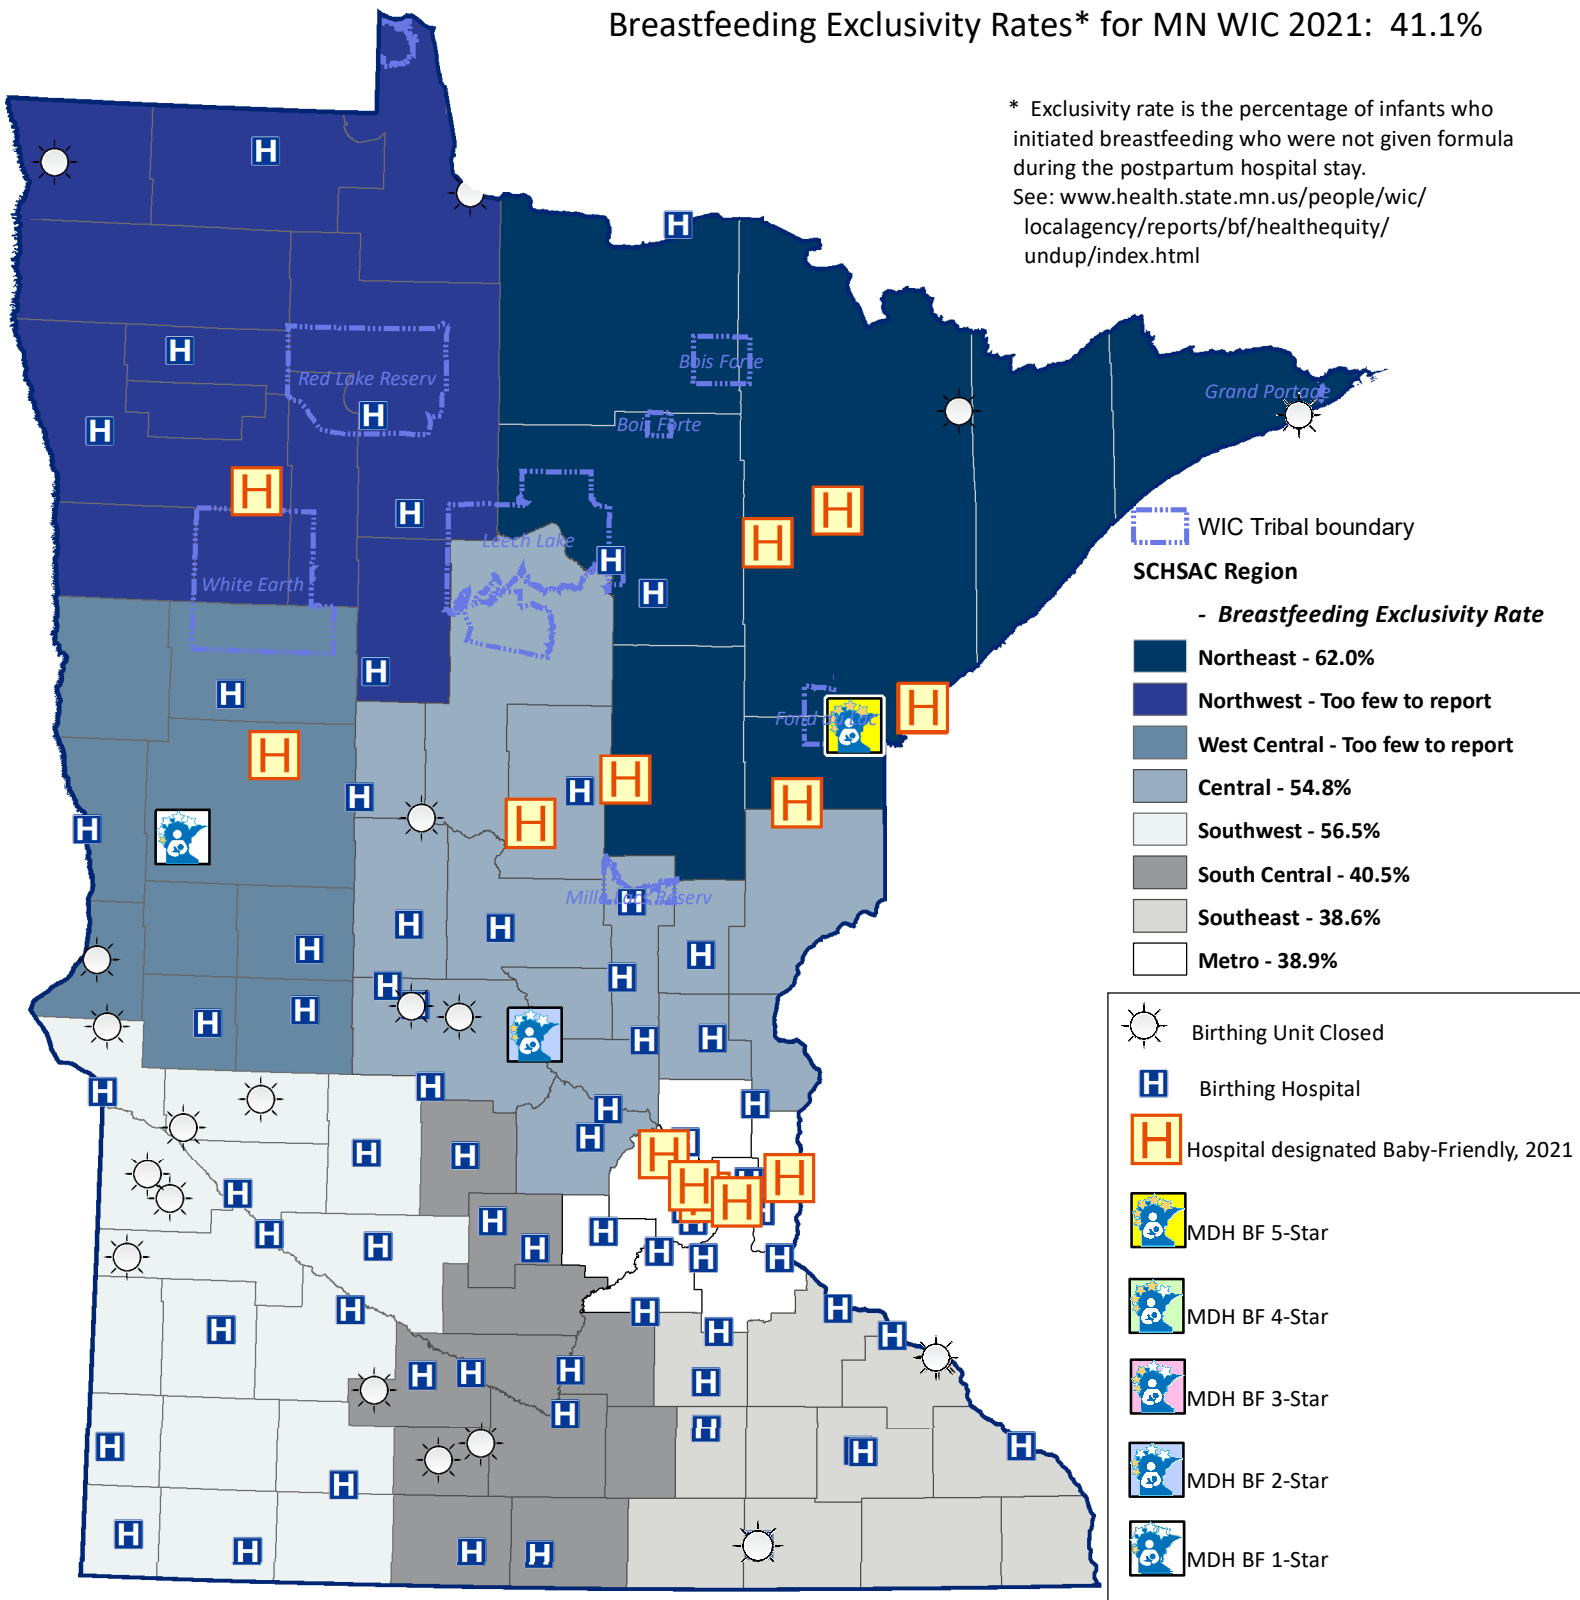 Breastfeeding Exclusivity Rates* for MN WIC 2021: 41.1%
* Exclusivity rate is the percentage of infants who
initiated breastfeeding who were not given formula
during the postpartum hospital stay.
See: www.health.state.mn.us/people/wic/
localagency/reports/bf/healthequity/
undup/index.html
Red Lake Reserv
Bois Forte
Grand Portage
Bois Forte
Leech Lake
White Earth
Fond du Lac
Mille Lacs Reserv
WIC Tribal boundary
SCHSAC Region
- Breastfeeding Exclusivity Rate
Northeast - 62.0%
Northwest - Too few to report
West Central - Too few to report
Central - 54.8%
Southwest - 56.5%
South Central - 40.5%
Southeast - 38.6%
Metro - 38.9%
Birthing Unit Closed
H Birthing Hospital
H Hospital designated Baby-Friendly, 2021
MDH BF 5-Star
MDH BF 4-Star
MDH BF 3-Star
MDH BF 2-Star
MDH BF 1-Star